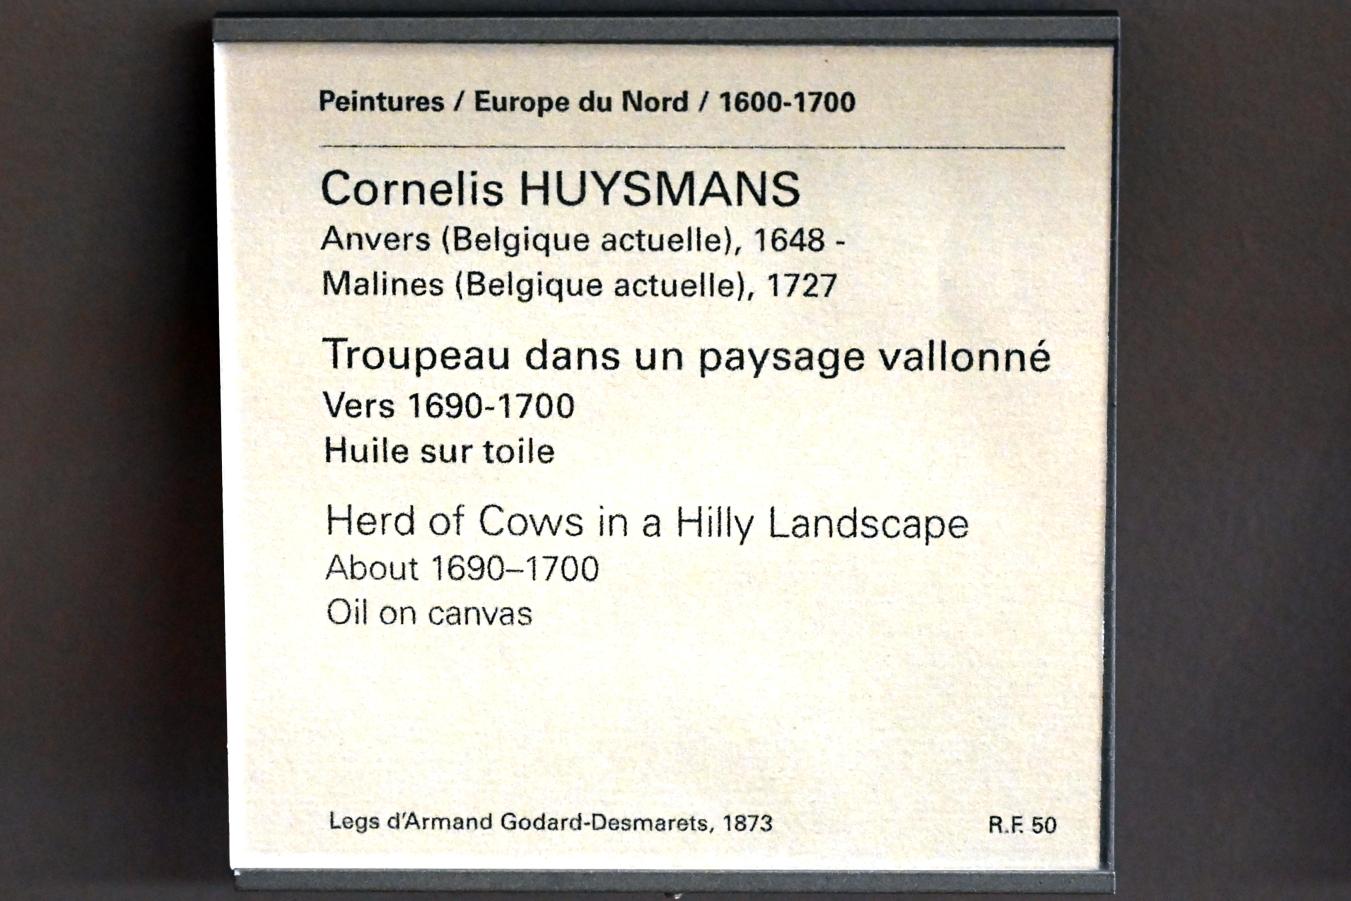 Peintures / Europe du Nord / 1600-1700
Cornelis HUYSMANS
Anvers (Belgique actuelle), 1648 -
Malines (Belgique actuelle), 1727
Troupeau dans un paysage vallonné
Vers 1690-1700
Huile sur toile
Herd of Cows in a Hilly Landscape
About 1690–1700
Oil on canvas
Legs d'Armand Godard-Desmarets, 1873
R.F. 50